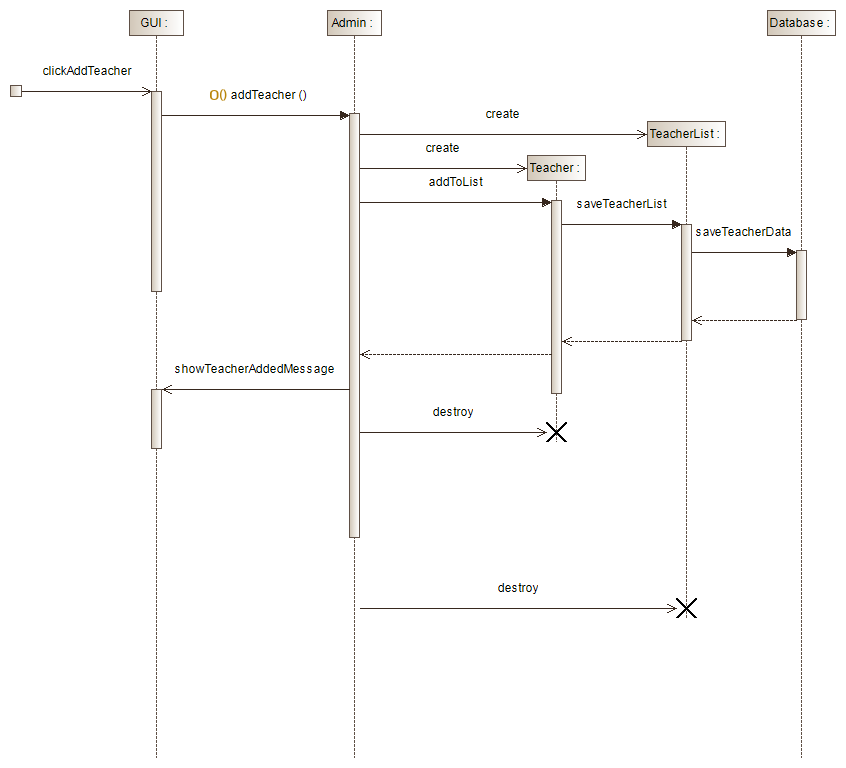 GUI :
Admin :
Database :
clickAddTeacher
O() addTeacher ()
create
TeacherList :
create
Teacher :
addToList
saveTeacherList
saveTeacherData
showTeacherAddedMessage
destroy
destroy